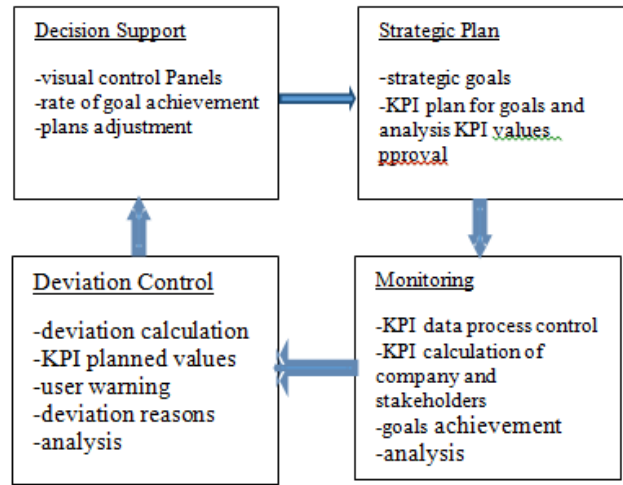 Decision Support
-visual control Panels
-rate of goal achievement
-plans adjustment
Strategic Plan
-strategic goals
-KPI plan for goals and
analysis KPI values
pproval
Monitoring
-KPI data process control
-KPI calculation of
company and
stakeholders
-goals achievement
-analysis
Deviation Control
-deviation calculation
-KPI planned values
-user warning
-deviation reasons
-analysis